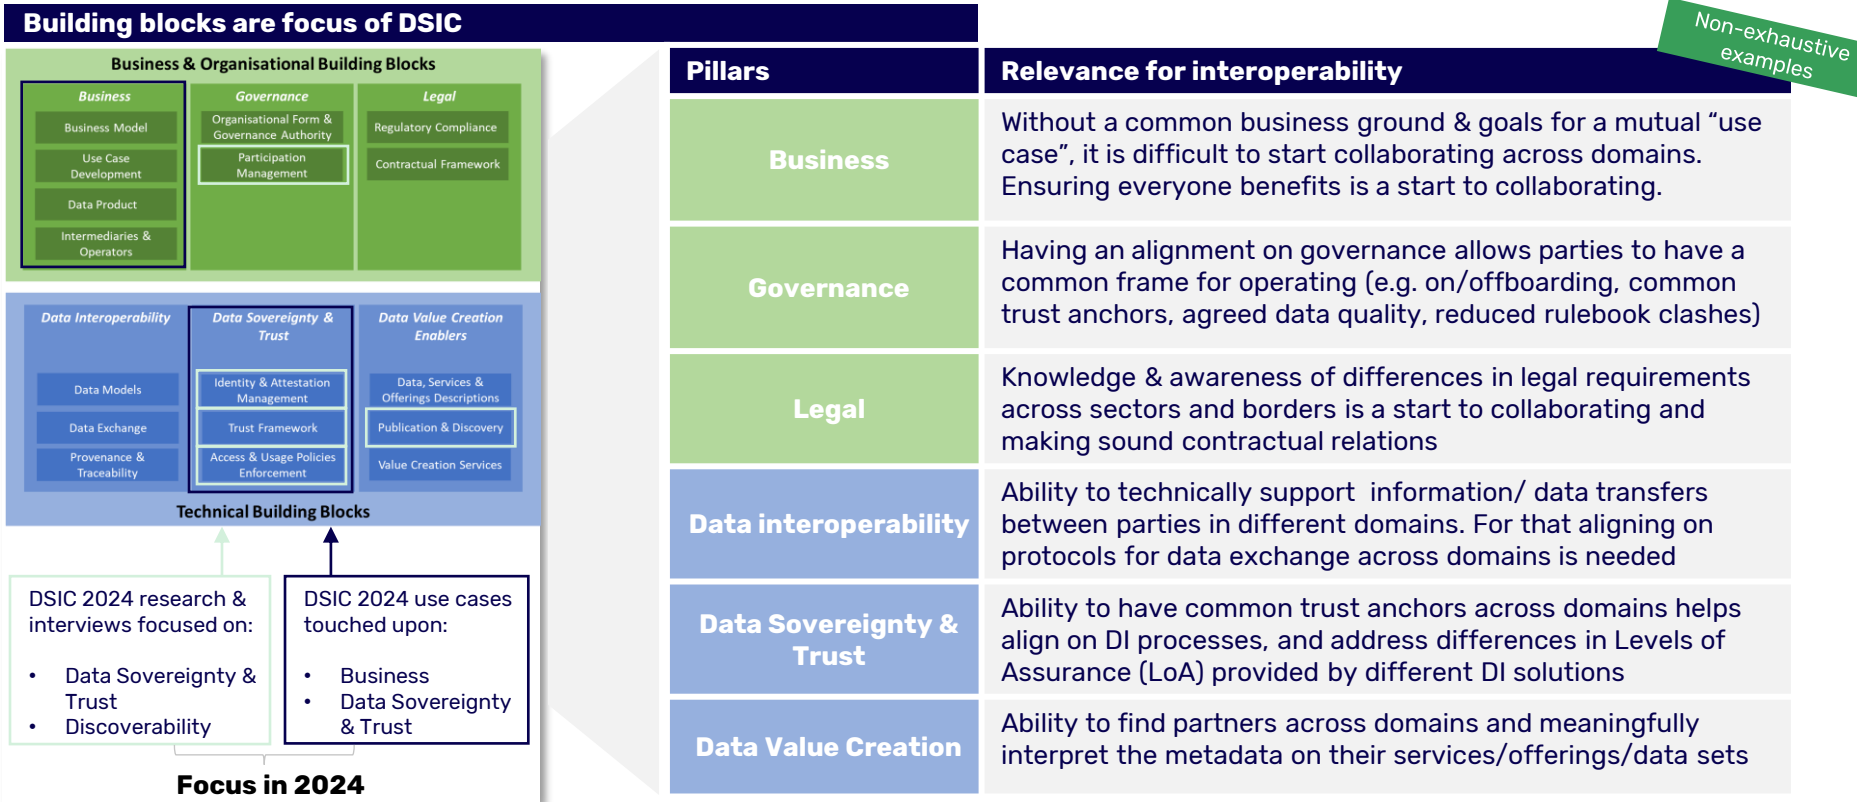 Building blocks are focus of DSIC
Non-exhaustive
examples
Business & Organisational Building Blocks
Business
Business Model
Use Case
Development
Data Product
Intermediaries &
Operators
Governance
Organisational Form &
Governance Authority
Participation
Management
Legal
Regulatory Compliance
Contractual Framework
Data Interoperability
Data Models
Data Exchange
Provenance &
Traceability
Data Sovereignty &
Trust
Identity & Attestation
Management
Trust Framework
Access & Usage Policies
Enforcement
Data Value Creation
Enablers
Data, Services &
Offerings Descriptions
Publication & Discovery
Value Creation Services
Technical Building Blocks
DSIC 2024 research &
interviews focused on:
• Data Sovereignty &
Trust
• Discoverability
DSIC 2024 use cases
touched upon:
• Business
• Data Sovereignty
& Trust
Focus in 2024
Pillars
Relevance for interoperability
Business
Without a common business ground & goals for a mutual “use
case”, it is difficult to start collaborating across domains.
Ensuring everyone benefits is a start to collaborating.
Governance
Having an alignment on governance allows parties to have a
common frame for operating (e.g. on/offboarding, common
trust anchors, agreed data quality, reduced rulebook clashes)
Legal
Knowledge & awareness of differences in legal requirements
across sectors and borders is a start to collaborating and
making sound contractual relations
Data interoperability
Ability to technically support information/ data transfers
between parties in different domains. For that aligning on
protocols for data exchange across domains is needed
Data Sovereignty &
Trust
Ability to have common trust anchors across domains helps
align on DI processes, and address differences in Levels of
Assurance (LoA) provided by different DI solutions
Data Value Creation
Ability to find partners across domains and meaningfully
interpret the metadata on their services/offerings/data sets